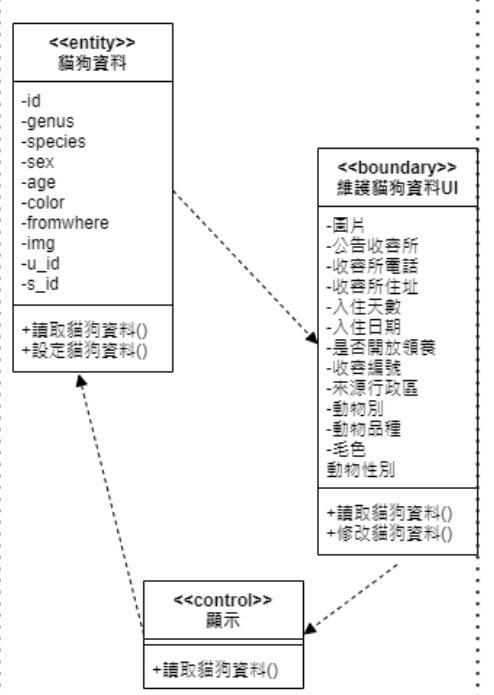 <<entity>>
貓狗資料
-id
-genus
-species
-sex
-age
-color
-fromwhere
-img
-u_id
-s_id
+讀取貓狗資料()
+設定貓狗資料()
<<boundary>>
維護貓狗資料UI
-圖片
-公告收容所
-收容所電話
-收容所住址
-入住天數
-入住日期
-是否開放領養
-收容編號
-來源行政區
-動物別
-動物品種
-毛色
動物性別
+讀取貓狗資料()
+修改貓狗資料()
<<control>>
顯示
+讀取貓狗資料()